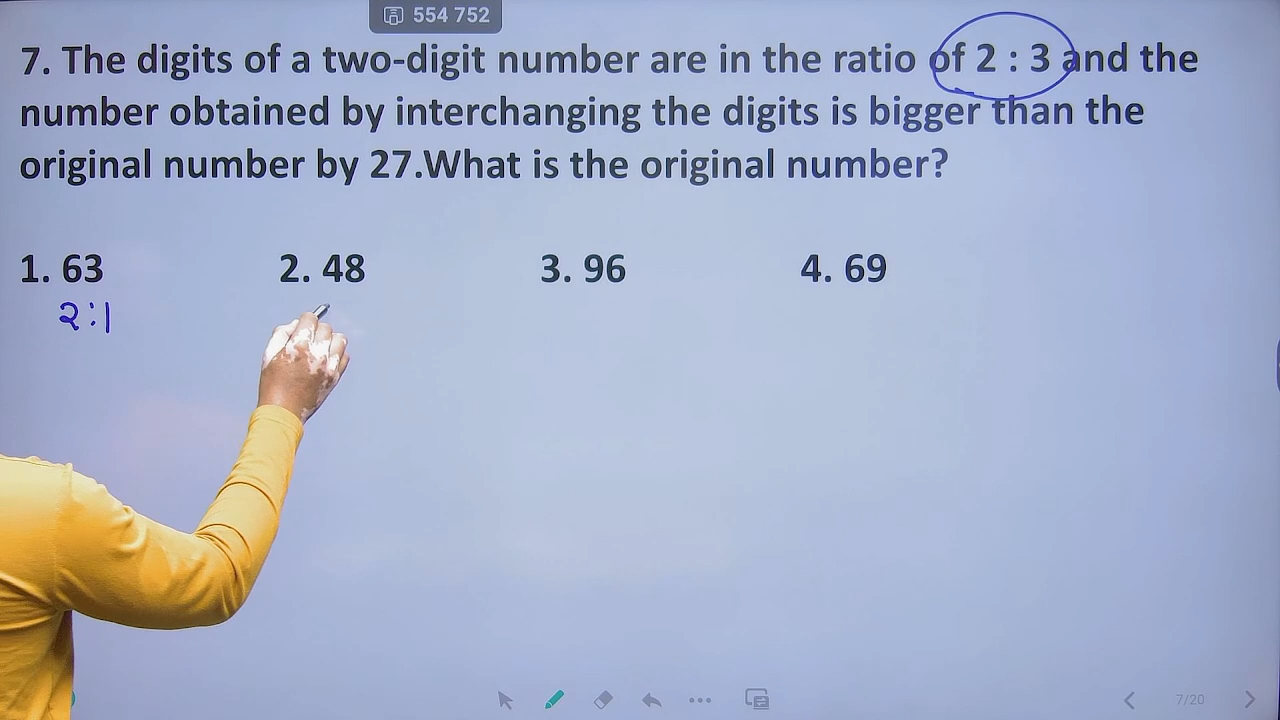 554 752
7. The digits of a two-digit number are in the ratio of 2 : 3 and the
number obtained by interchanging the digits is bigger than the
original number by 27.What is the original number?
1. 63 2. 48 3. 96 4. 69
2:1
7/20